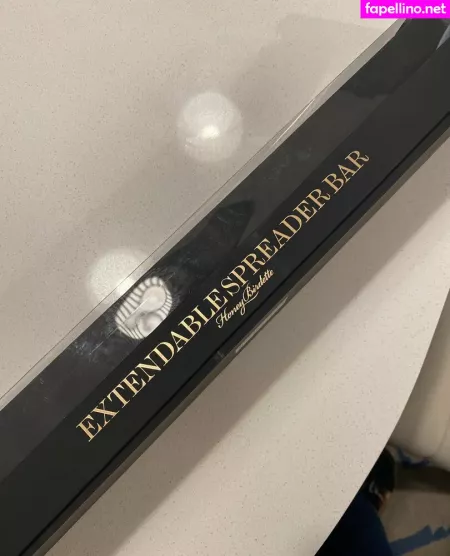 fapellino.net
EXTENDABLE SPREADER BAR
Honey Birdette